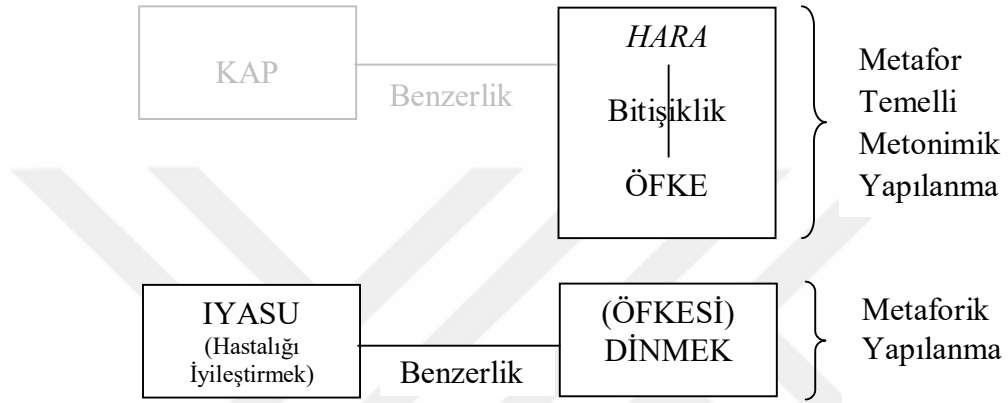 KAP
Benzerlik
HARA
Bitişiklik
ÖFKE
Metafor
Temelli
Metonimik
Yapılanma
IYASU
(Hastalığı
İyileştirmek)
Benzerlik
(ÖFKESİ)
DİNMEK
Metaforik
Yapılanma